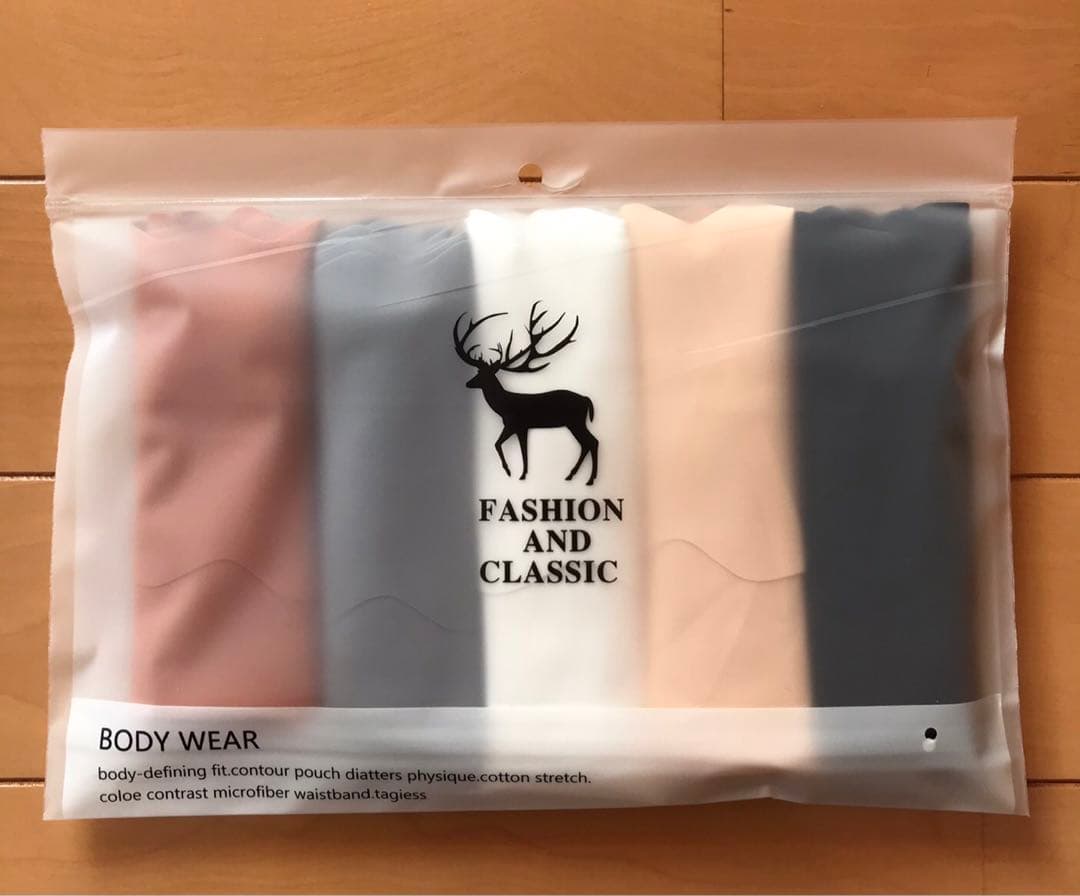 FASHION
AND
CLASSIC
BODY WEAR
body-defining fit.contour pouch diatters physique.cotton stretch.
coloe contrast microfiber waistband.tagiess